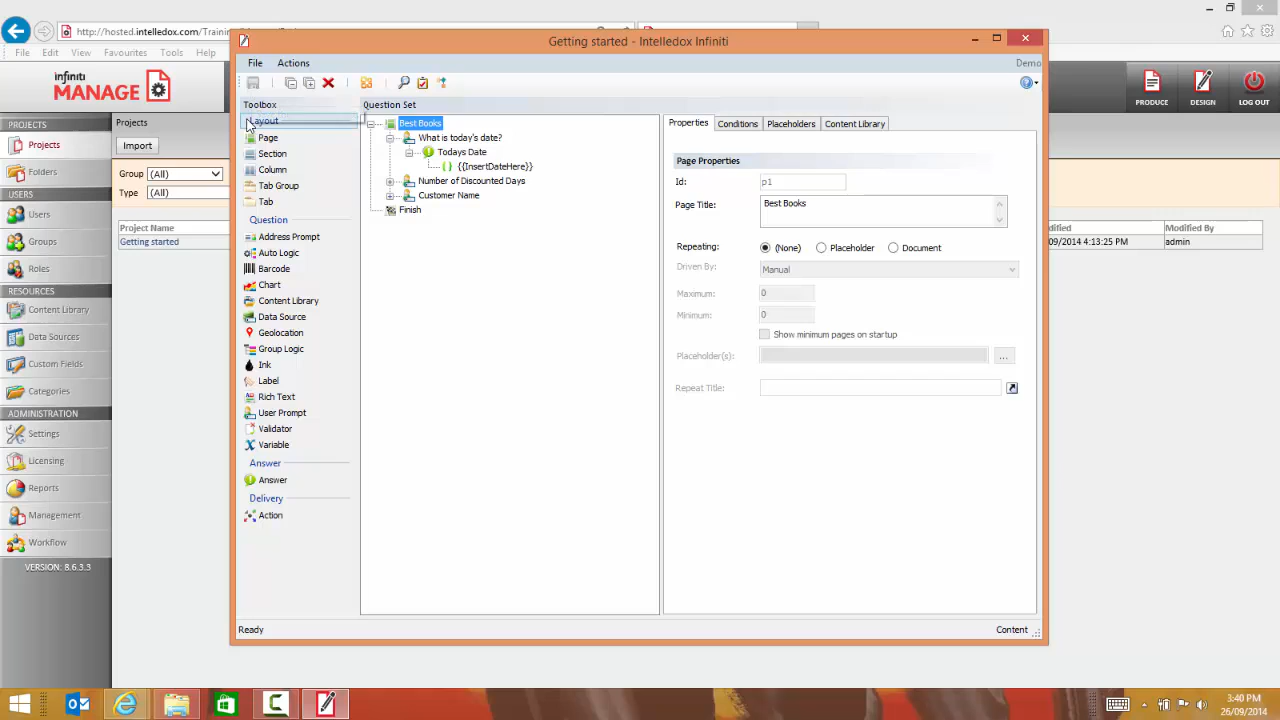 http://hosted.intelledox.com/Train
File Edit View Favourites Tools Help
infiniti
MANAGE
PRODUCE DESIGN LOG OUT
PROJECTS
Projects
Folders
USERS
Users
Groups
Roles
RESOURCES
Content Library
Data Sources
Custom Fields
Categories
ADMINISTRATION
Settings
Licensing
Reports
Management
Workflow
VERSION: 8.6.3.3
Projects
Import
Group (All)
Type (All)
Project Name
Getting started
Modified By
09/2014 4:13:25 PM admin
Getting started - Intelledox Infiniti
File Actions Demo
Toolbox
Layout
Page
Section
Column
Tab Group
Tab
Question
Address Prompt
Auto Logic
Barcode
Chart
Content Library
Data Source
Geolocation
Group Logic
Ink
Label
Rich Text
User Prompt
Validator
Variable
Answer
Answer
Delivery
Action
Question Set
Best Books
What is today's date?
Todays Date
{{InsertDateHere}}
Number of Discounted Days
Customer Name
Finish
Properties Conditions Placeholders Content Library
Page Properties
Id: p1
Page Title: Best Books
Repeating: (None) Placeholder Document
Driven By: Manual
Maximum: 0
Minimum: 0
Show minimum pages on startup
Placeholder(s): ...
Repeat Title:
Ready Content
3:40 PM
26/09/2014